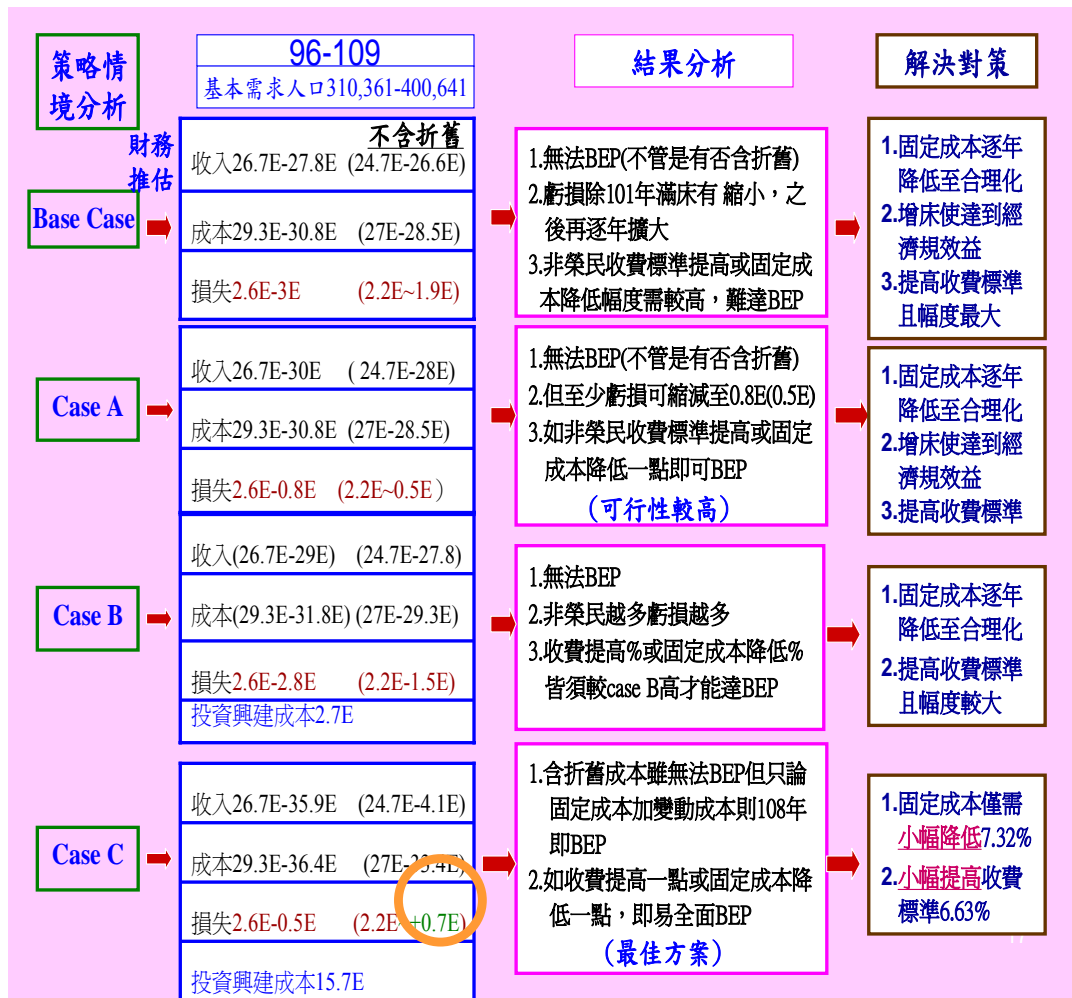 策略情
境分析
96-109
基本需求人口310,361-400,641
結果分析
解決對策
財務
推估
不含折舊
Base Case
收入26.7E-27.8E (24.7E-26.6E)
成本29.3E-30.8E (27E-28.5E)
損失2.6E-3E (2.2E~1.9E)
1.無法BEP(不管是有否含折舊)
2.虧損除101年滿床有 縮小，之
後再逐年擴大
3.非榮民收費標準提高或固定成
本降低幅度需較高，難達BEP
1.固定成本逐年
降低至合理化
2.增床使達到經
濟規效益
3.提高收費標準
且幅度最大
Case A
收入26.7E-30E ( 24.7E-28E)
成本29.3E-30.8E (27E-28.5E)
損失2.6E-0.8E (2.2E~0.5E）
1.無法BEP(不管是有否含折舊)
2.但至少虧損可縮減至0.8E(0.5E)
3.如非榮民收費標準提高或固定
成本降低一點即可BEP
（可行性較高）
1.固定成本逐年
降低至合理化
2.增床使達到經
濟規效益
3.提高收費標準
Case B
收入(26.7E-29E) (24.7E-27.8)
成本(29.3E-31.8E) (27E-29.3E)
損失2.6E-2.8E (2.2E-1.5E)
投資興建成本2.7E
1.無法BEP
2.非榮民越多虧損越多
3.收費提高%或固定成本降低%
皆須較case B高才能達BEP
1.固定成本逐年
降低至合理化
2.提高收費標準
且幅度較大
Case C
收入26.7E-35.9E (24.7E-4.1E)
成本29.3E-36.4E (27E-33.4E)
損失2.6E-0.5E (2.2E~+0.7E)
投資興建成本15.7E
1.含折舊成本雖無法BEP但只論
固定成本加變動成本則108年
即BEP
2.如收費提高一點或固定成本降
低一點，即易全面BEP
（最佳方案）
1.固定成本僅需
小幅降低7.32%
2.小幅提高收費
標準6.63%